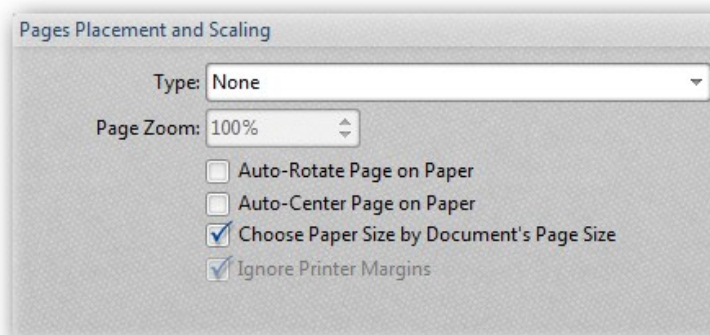 Pages Placement and Scaling
Type: None
Page Zoom: 100%
Auto-Rotate Page on Paper
Auto-Center Page on Paper
Choose Paper Size by Document's Page Size
Ignore Printer Margins